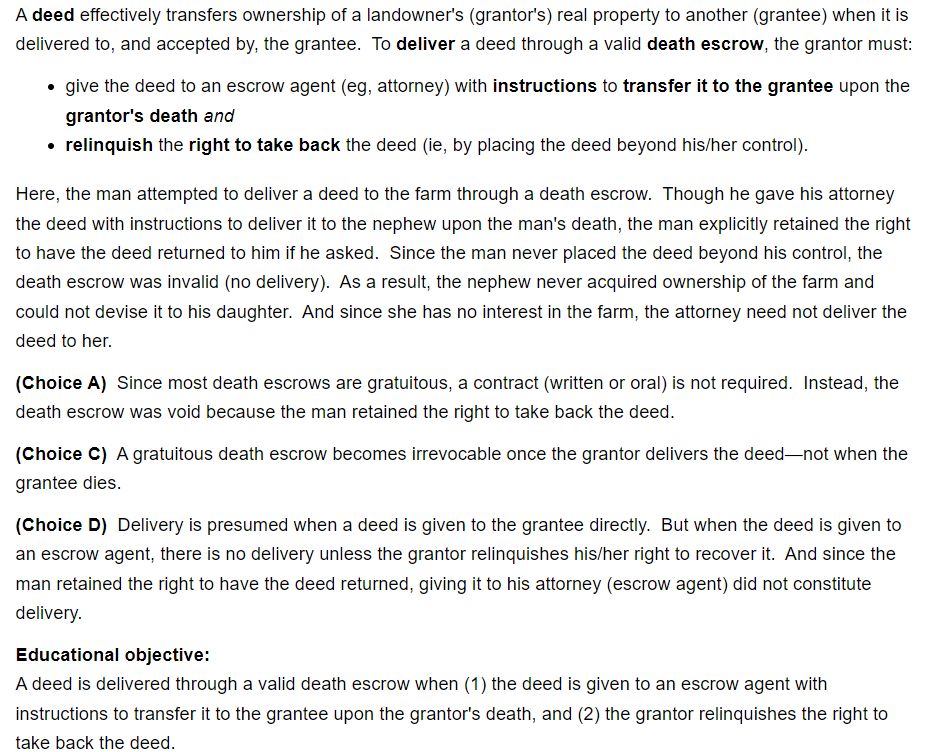 A deed effectively transfers ownership of a landowner's (grantor's) real property to another (grantee) when it is
delivered to, and accepted by, the grantee. To deliver a deed through a valid death escrow, the grantor must:
• give the deed to an escrow agent (eg, attorney) with instructions to transfer it to the grantee upon the
grantor's death and
• relinquish the right to take back the deed (ie, by placing the deed beyond his/her control).
Here, the man attempted to deliver a deed to the farm through a death escrow. Though he gave his attorney
the deed with instructions to deliver it to the nephew upon the man's death, the man explicitly retained the right
to have the deed returned to him if he asked. Since the man never placed the deed beyond his control, the
death escrow was invalid (no delivery). As a result, the nephew never acquired ownership of the farm and
could not devise it to his daughter. And since she has no interest in the farm, the attorney need not deliver the
deed to her.
(Choice A) Since most death escrows are gratuitous, a contract (written or oral) is not required. Instead, the
death escrow was void because the man retained the right to take back the deed.
(Choice C) A gratuitous death escrow becomes irrevocable once the grantor delivers the deed—not when the
grantee dies.
(Choice D) Delivery is presumed when a deed is given to the grantee directly. But when the deed is given to
an escrow agent, there is no delivery unless the grantor relinquishes his/her right to recover it. And since the
man retained the right to have the deed returned, giving it to his attorney (escrow agent) did not constitute
delivery.
Educational objective:
A deed is delivered through a valid death escrow when (1) the deed is given to an escrow agent with
instructions to transfer it to the grantee upon the grantor's death, and (2) the grantor relinquishes the right to
take back the deed.